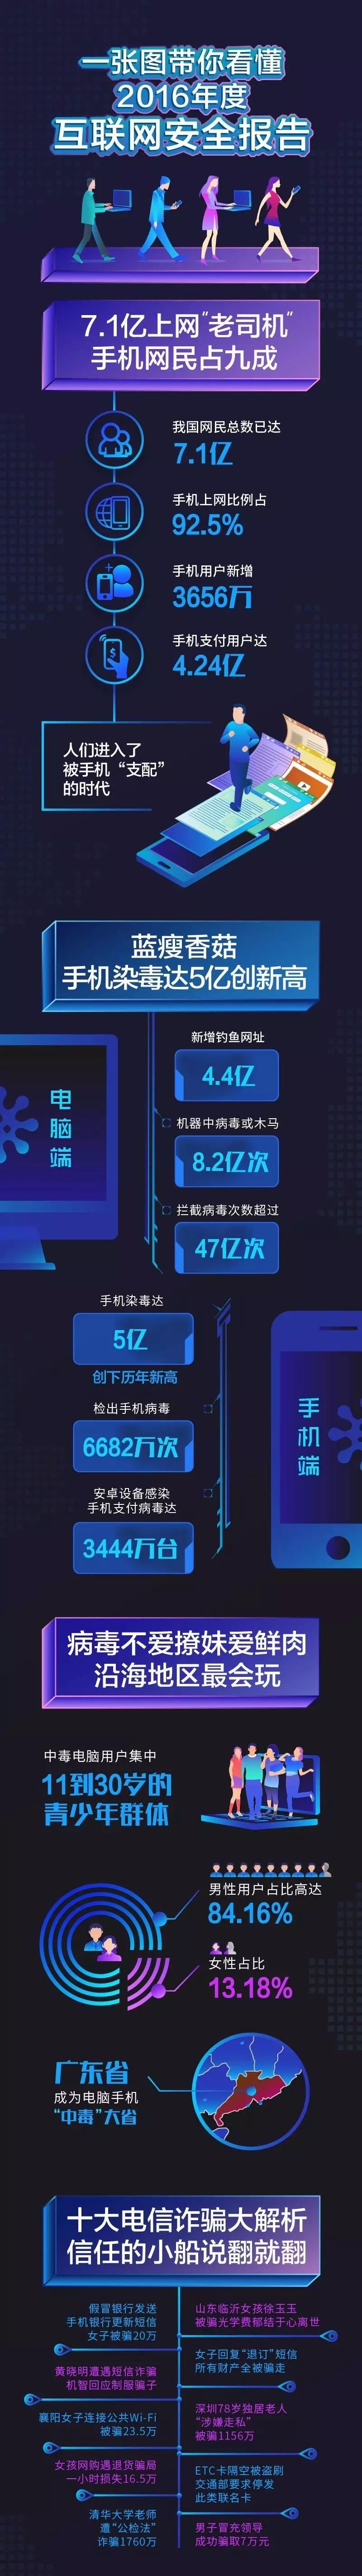 一张图带你看懂
2016年度
互联网安全报告
7.1亿上网“老司机”
手机网民占九成
我国网民总数已达
7.1亿
手机上网比例占
92.5%
手机用户新增
3656万
手机支付用户达
4.24亿
人们进入了
被手机“支配”
的时代
蓝瘦香菇
手机染毒达5亿创新高
电脑端
新增钓鱼网址
4.4亿
机器中病毒或木马
8.2亿次
拦截病毒次数超过
47亿次
手机端
手机染毒达
5亿
创下历年新高
检出手机病毒
6682万次
安卓设备感染
手机支付病毒达
3444万台
病毒不爱撩妹爱鲜肉
沿海地区最会玩
中毒电脑用户集中
11到30岁的
青少年群体
男性用户占比高达
84.16%
女性占比
13.18%
广东省
成为电脑手机
“中毒”大省
十大电信诈骗大解析
信任的小船说翻就翻
假冒银行发送
手机银行更新短信
女子被骗20万
山东临沂女孩徐玉玉
被骗光学费郁结于心离世
女子回复“退订”短信
所有财产全被骗走
黄晓明遭遇短信诈骗
机智回应制服骗子
深圳78岁独居老人
“涉嫌走私”
被骗1156万
襄阳女子连接公共Wi-Fi
被骗23.5万
女孩网购遇退货骗局
一小时损失16.5万
ETC卡隔空被盗刷
交通部要求停发
此类联名卡
清华大学老师
遭“公检法”
诈骗1760万
男子冒充领导
成功骗取7万元